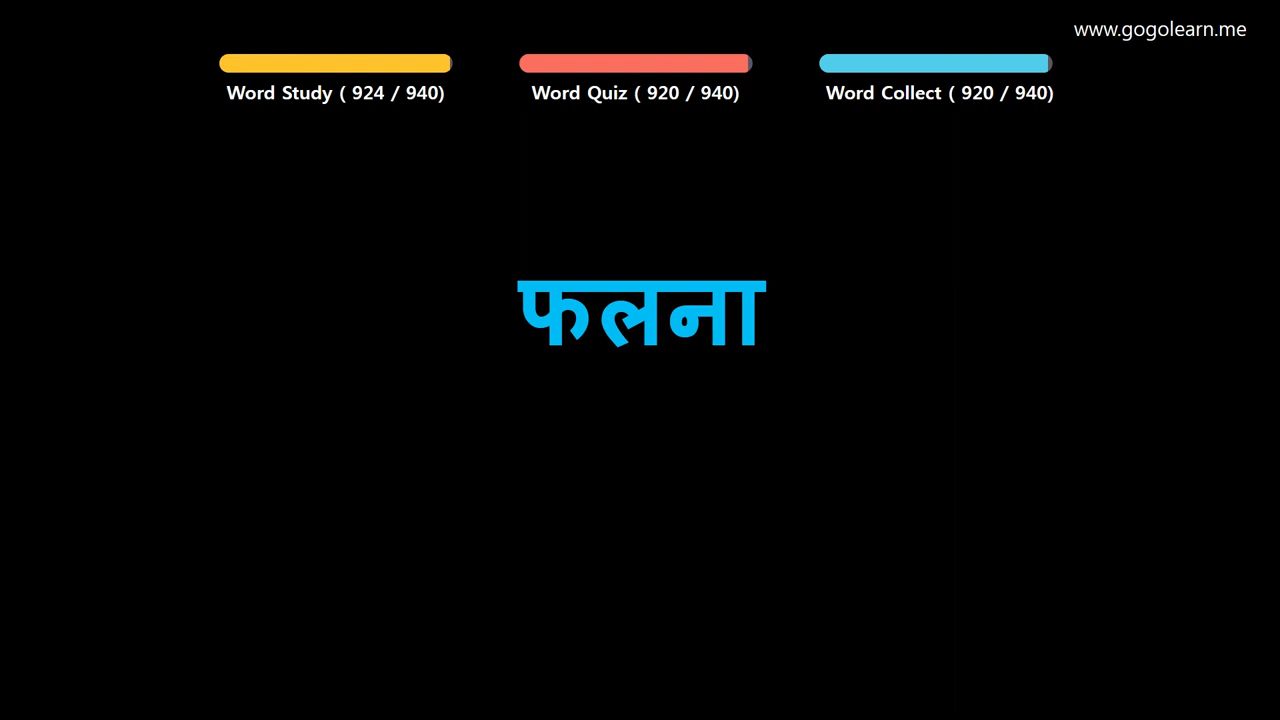 www.gogolearn.me
Word Study ( 924 / 940)
Word Quiz ( 920 / 940)
Word Collect ( 920 / 940)
फलना